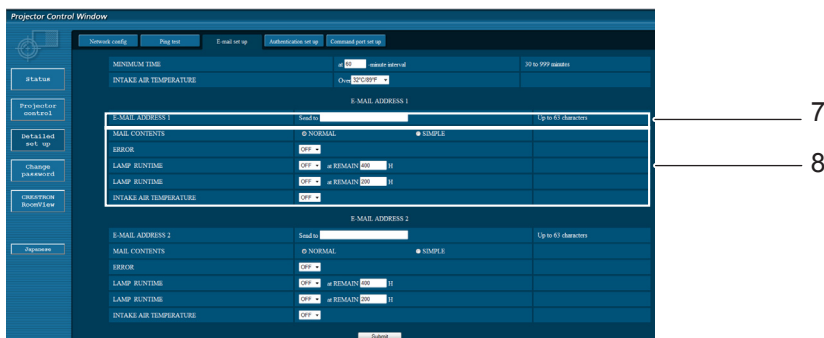 Projector Control Window
Network config Ping test E-mail set up Authentication set up Command port set up
MINIMUM TIME at 60 -minute interval 30 to 999 minutes
Status INTAKE AIR TEMPERATURE Over 32°C/89°F
E-MAIL ADDRESS 1
Projector control
E-MAIL ADDRESS 1 Send to Up to 63 characters 7
Detailed set up
MAIL CONTENTS NORMAL SIMPLE
ERROR OFF
Change password
LAMP RUNTIME OFF at REMAIN 400 H 8
LAMP RUNTIME OFF at REMAIN 200 H
CRESTRON RoomView
INTAKE AIR TEMPERATURE OFF
E-MAIL ADDRESS 2
E-MAIL ADDRESS 2 Send to Up to 63 characters
Japanese MAIL CONTENTS NORMAL SIMPLE
ERROR OFF
LAMP RUNTIME OFF at REMAIN 400 H
LAMP RUNTIME OFF at REMAIN 200 H
INTAKE AIR TEMPERATURE OFF
Submit